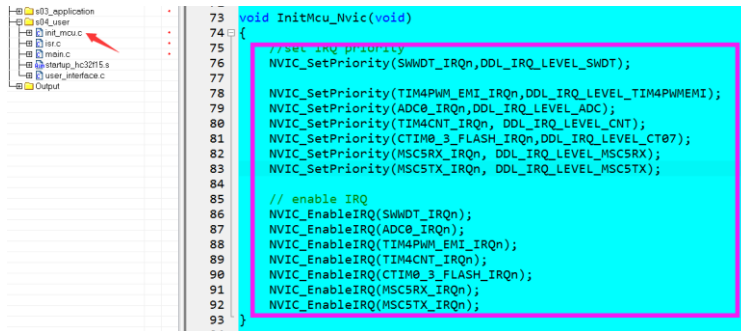 s03_application
s04_user
init_mcu.c
isr.c
main.c
startup_hc32f15.s
user_interface.c
Output
73 void InitMcu_Nvic(void)
74 {
75 //set IRQ priority
76 NVIC_SetPriority(SWWDT_IRQn,DDL_IRQ_LEVEL_SWDT);
77
78 NVIC_SetPriority(TIM4PWM_EMI_IRQn,DDL_IRQ_LEVEL_TIM4PWMEMI);
79 NVIC_SetPriority(ADC0_IRQn,DDL_IRQ_LEVEL_ADC);
80 NVIC_SetPriority(TIM4CNT_IRQn, DDL_IRQ_LEVEL_CNT);
81 NVIC_SetPriority(CTIM0_3_FLASH_IRQn,DDL_IRQ_LEVEL_CT07);
82 NVIC_SetPriority(MSC5RX_IRQn, DDL_IRQ_LEVEL_MSC5RX);
83 NVIC_SetPriority(MSC5TX_IRQn, DDL_IRQ_LEVEL_MSC5TX);
84
85 // enable IRQ
86 NVIC_EnableIRQ(SWWDT_IRQn);
87 NVIC_EnableIRQ(ADC0_IRQn);
88 NVIC_EnableIRQ(TIM4PWM_EMI_IRQn);
89 NVIC_EnableIRQ(TIM4CNT_IRQn);
90 NVIC_EnableIRQ(CTIM0_3_FLASH_IRQn);
91 NVIC_EnableIRQ(MSC5RX_IRQn);
92 NVIC_EnableIRQ(MSC5TX_IRQn);
93 }